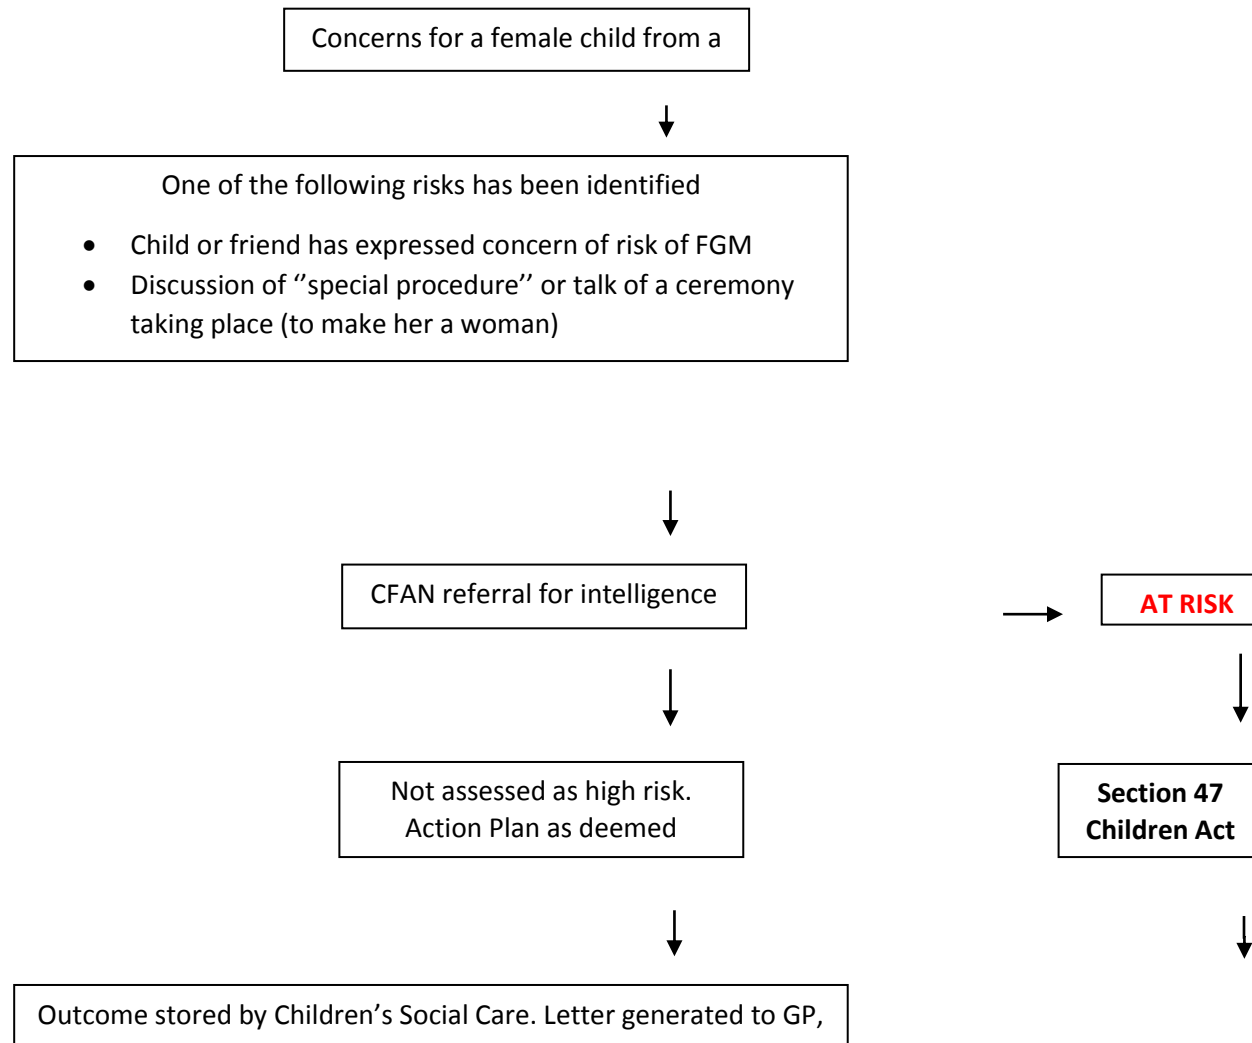 Concerns for a female child from a
One of the following risks has been identified
• Child or friend has expressed concern of risk of FGM
• Discussion of ‘’special procedure’’ or talk of a ceremony
taking place (to make her a woman)
CFAN referral for intelligence
AT RISK
Not assessed as high risk.
Action Plan as deemed
Section 47
Children Act
Outcome stored by Children’s Social Care. Letter generated to GP,